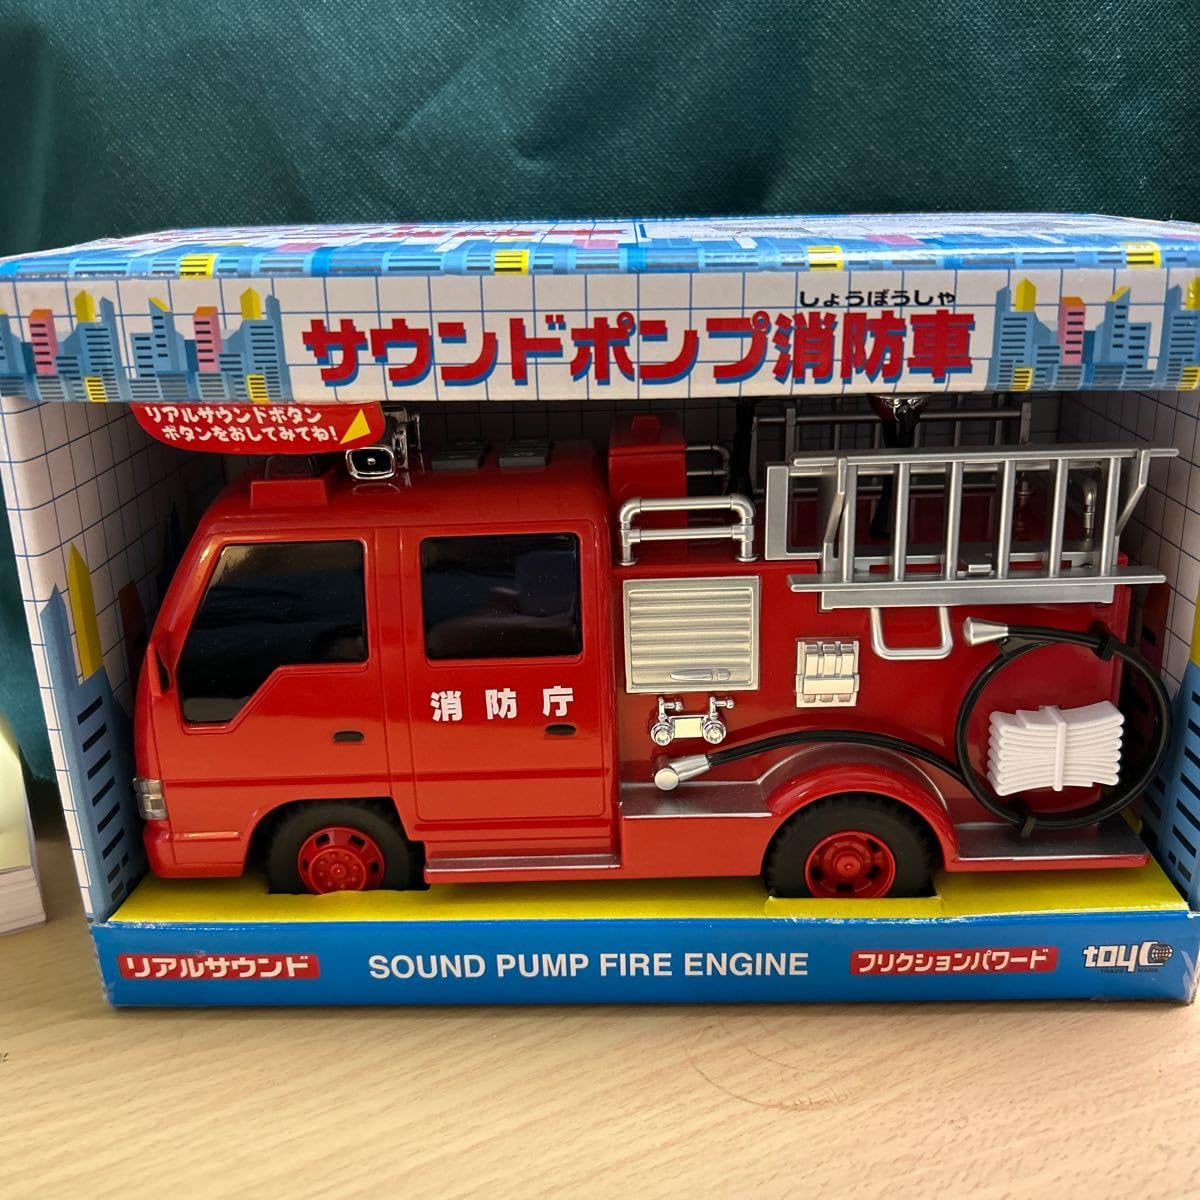 しょうぼうしゃ
サウンドポンプ消防車
リアルサウンドボタン
ボタンをおしてみてね!
消防庁
リアルサウンド
SOUND PUMP FIRE ENGINE
フリクションパワード
toyco
TRADE MARK